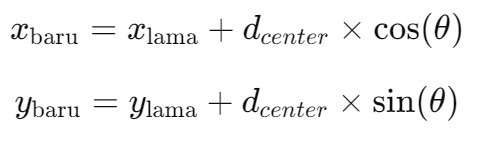 x_baru = x_lama + d_center × cos(θ)
y_baru = y_lama + d_center × sin(θ)